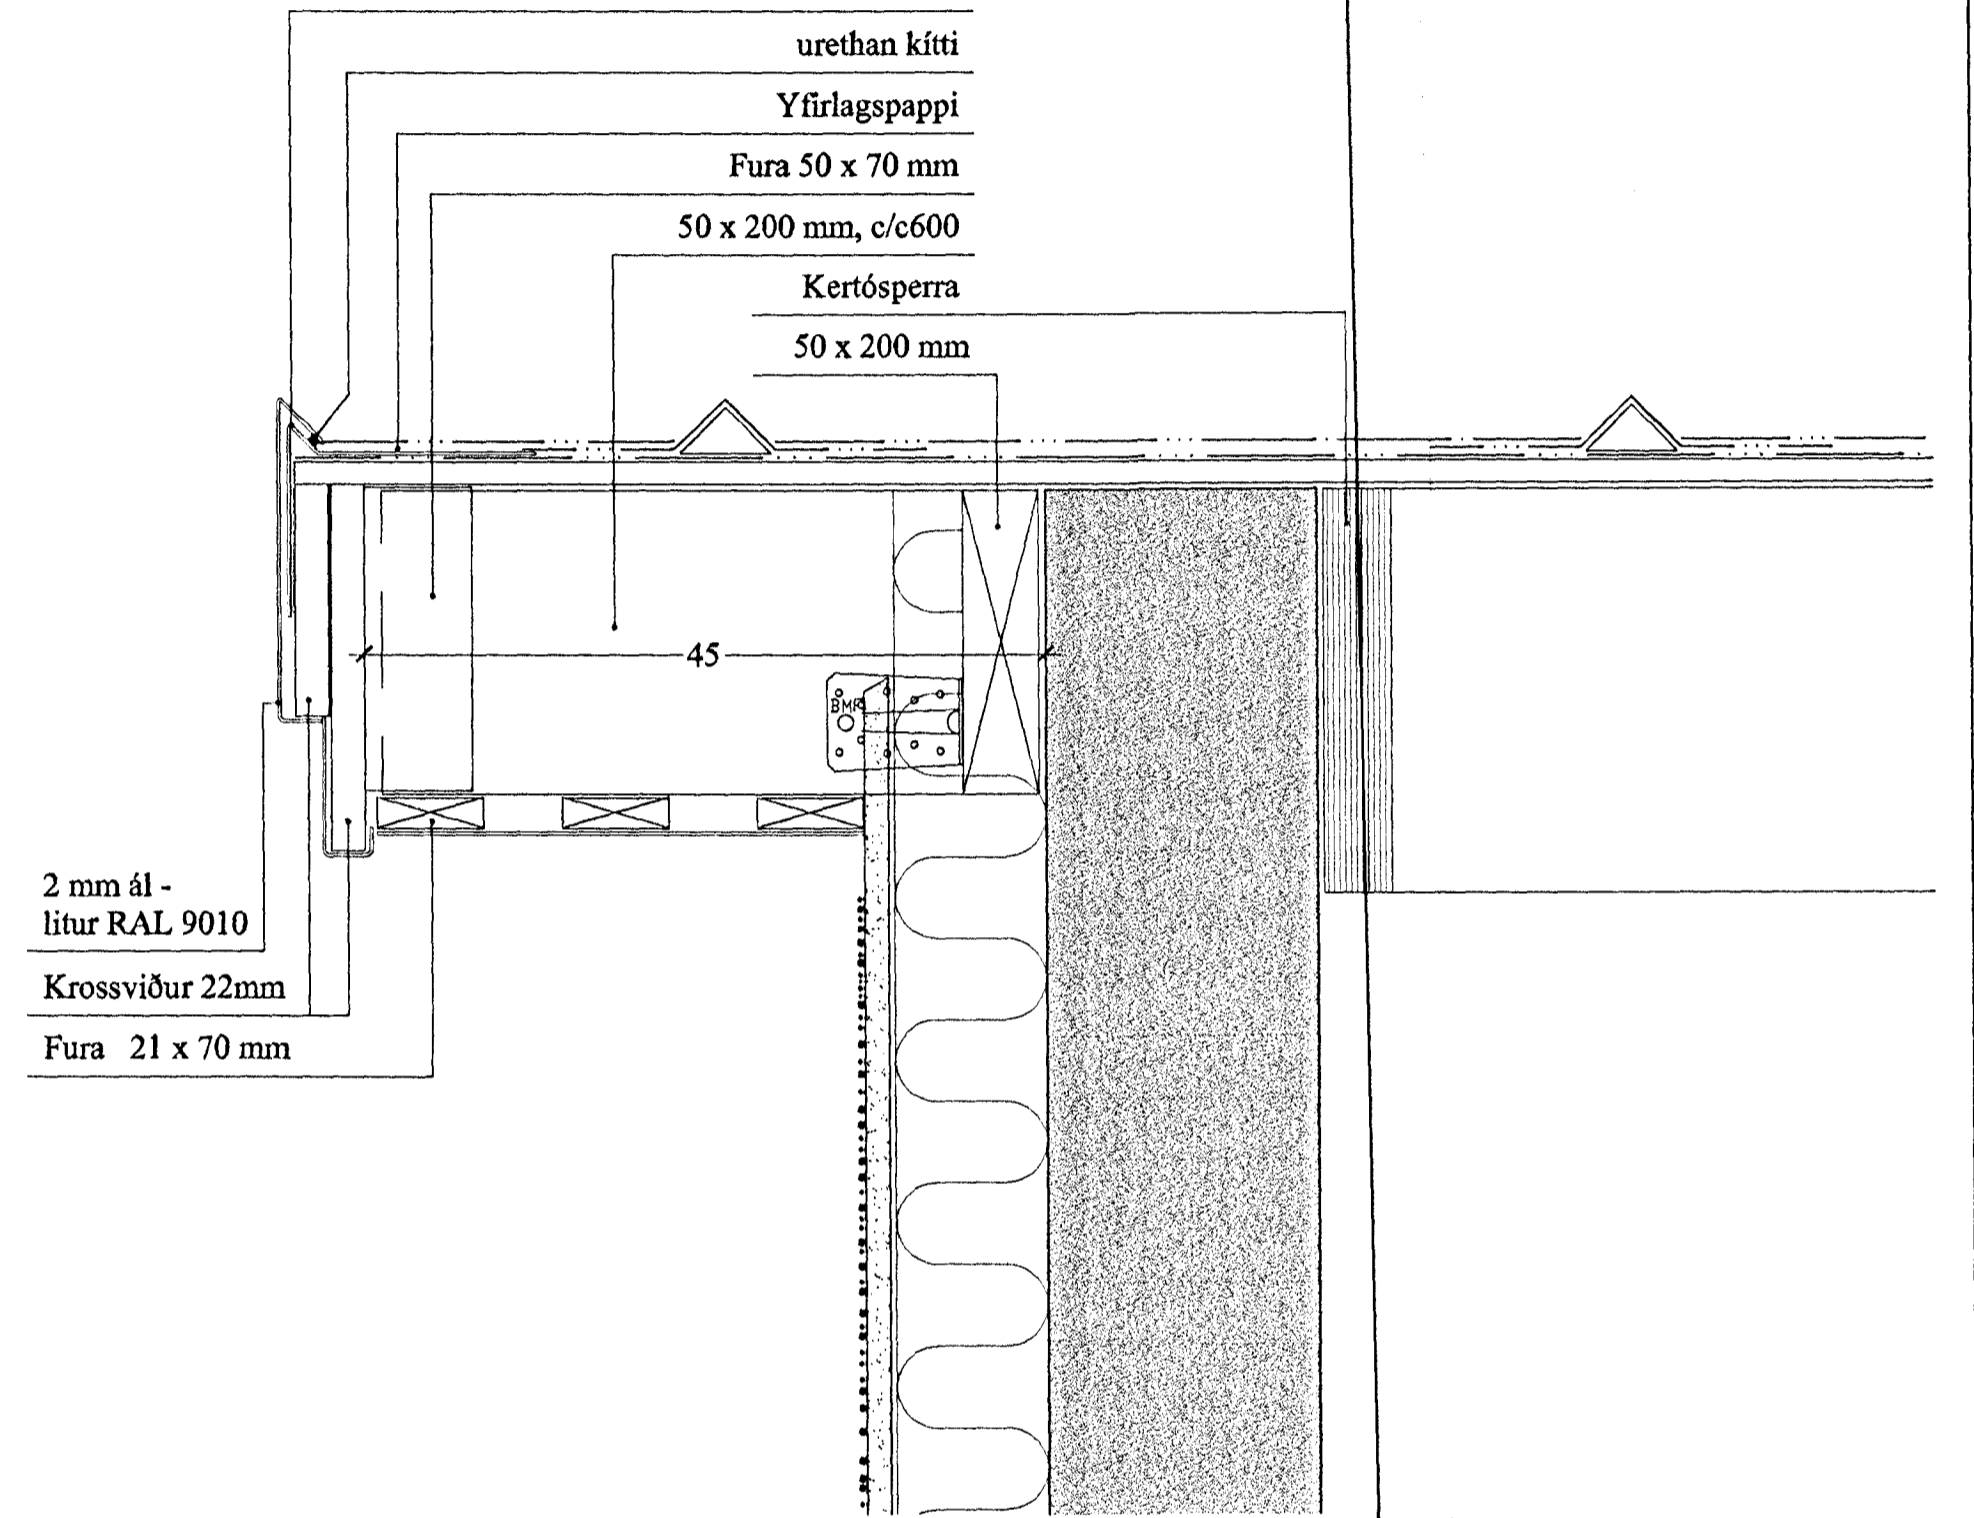 urethan kítti
Yfirlagspappi
Fura 50 x 70 mm
50 x 200 mm, c/c600
Kertósperra
50 x 200 mm
45
BMF
2 mm ál -
litur RAL 9010
Krossviður 22mm
Fura 21 x 70 mm